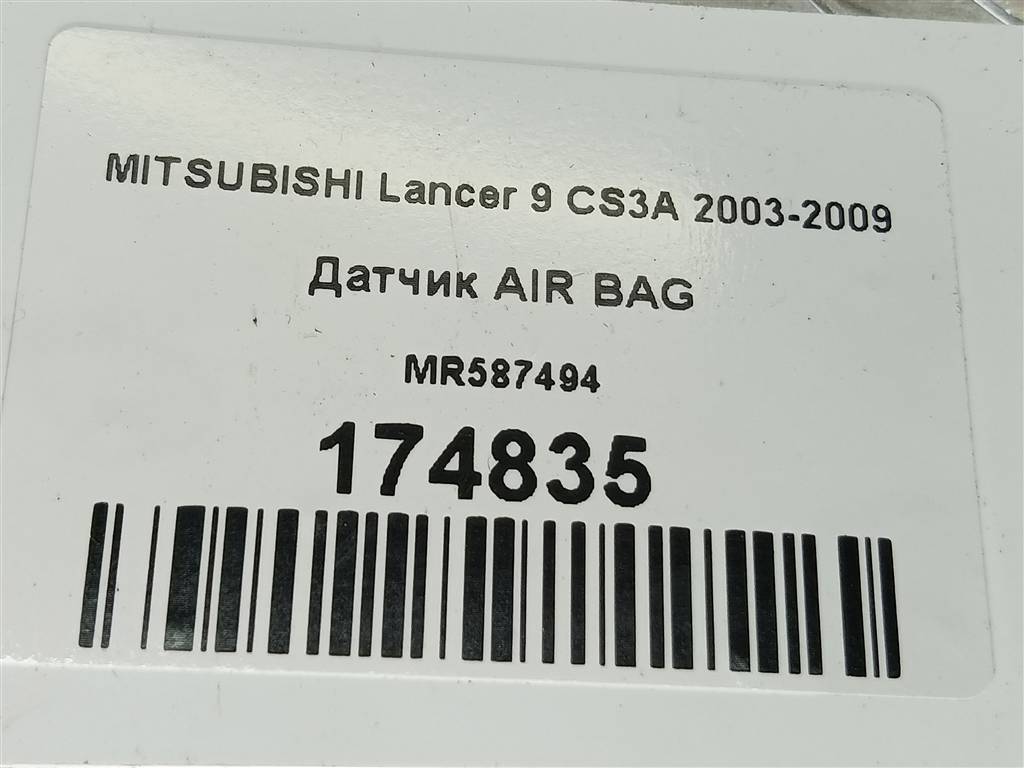 MITSUBISHI Lancer 9 CS3A 2003-2009
Датчик AIR BAG
MR587494
174835